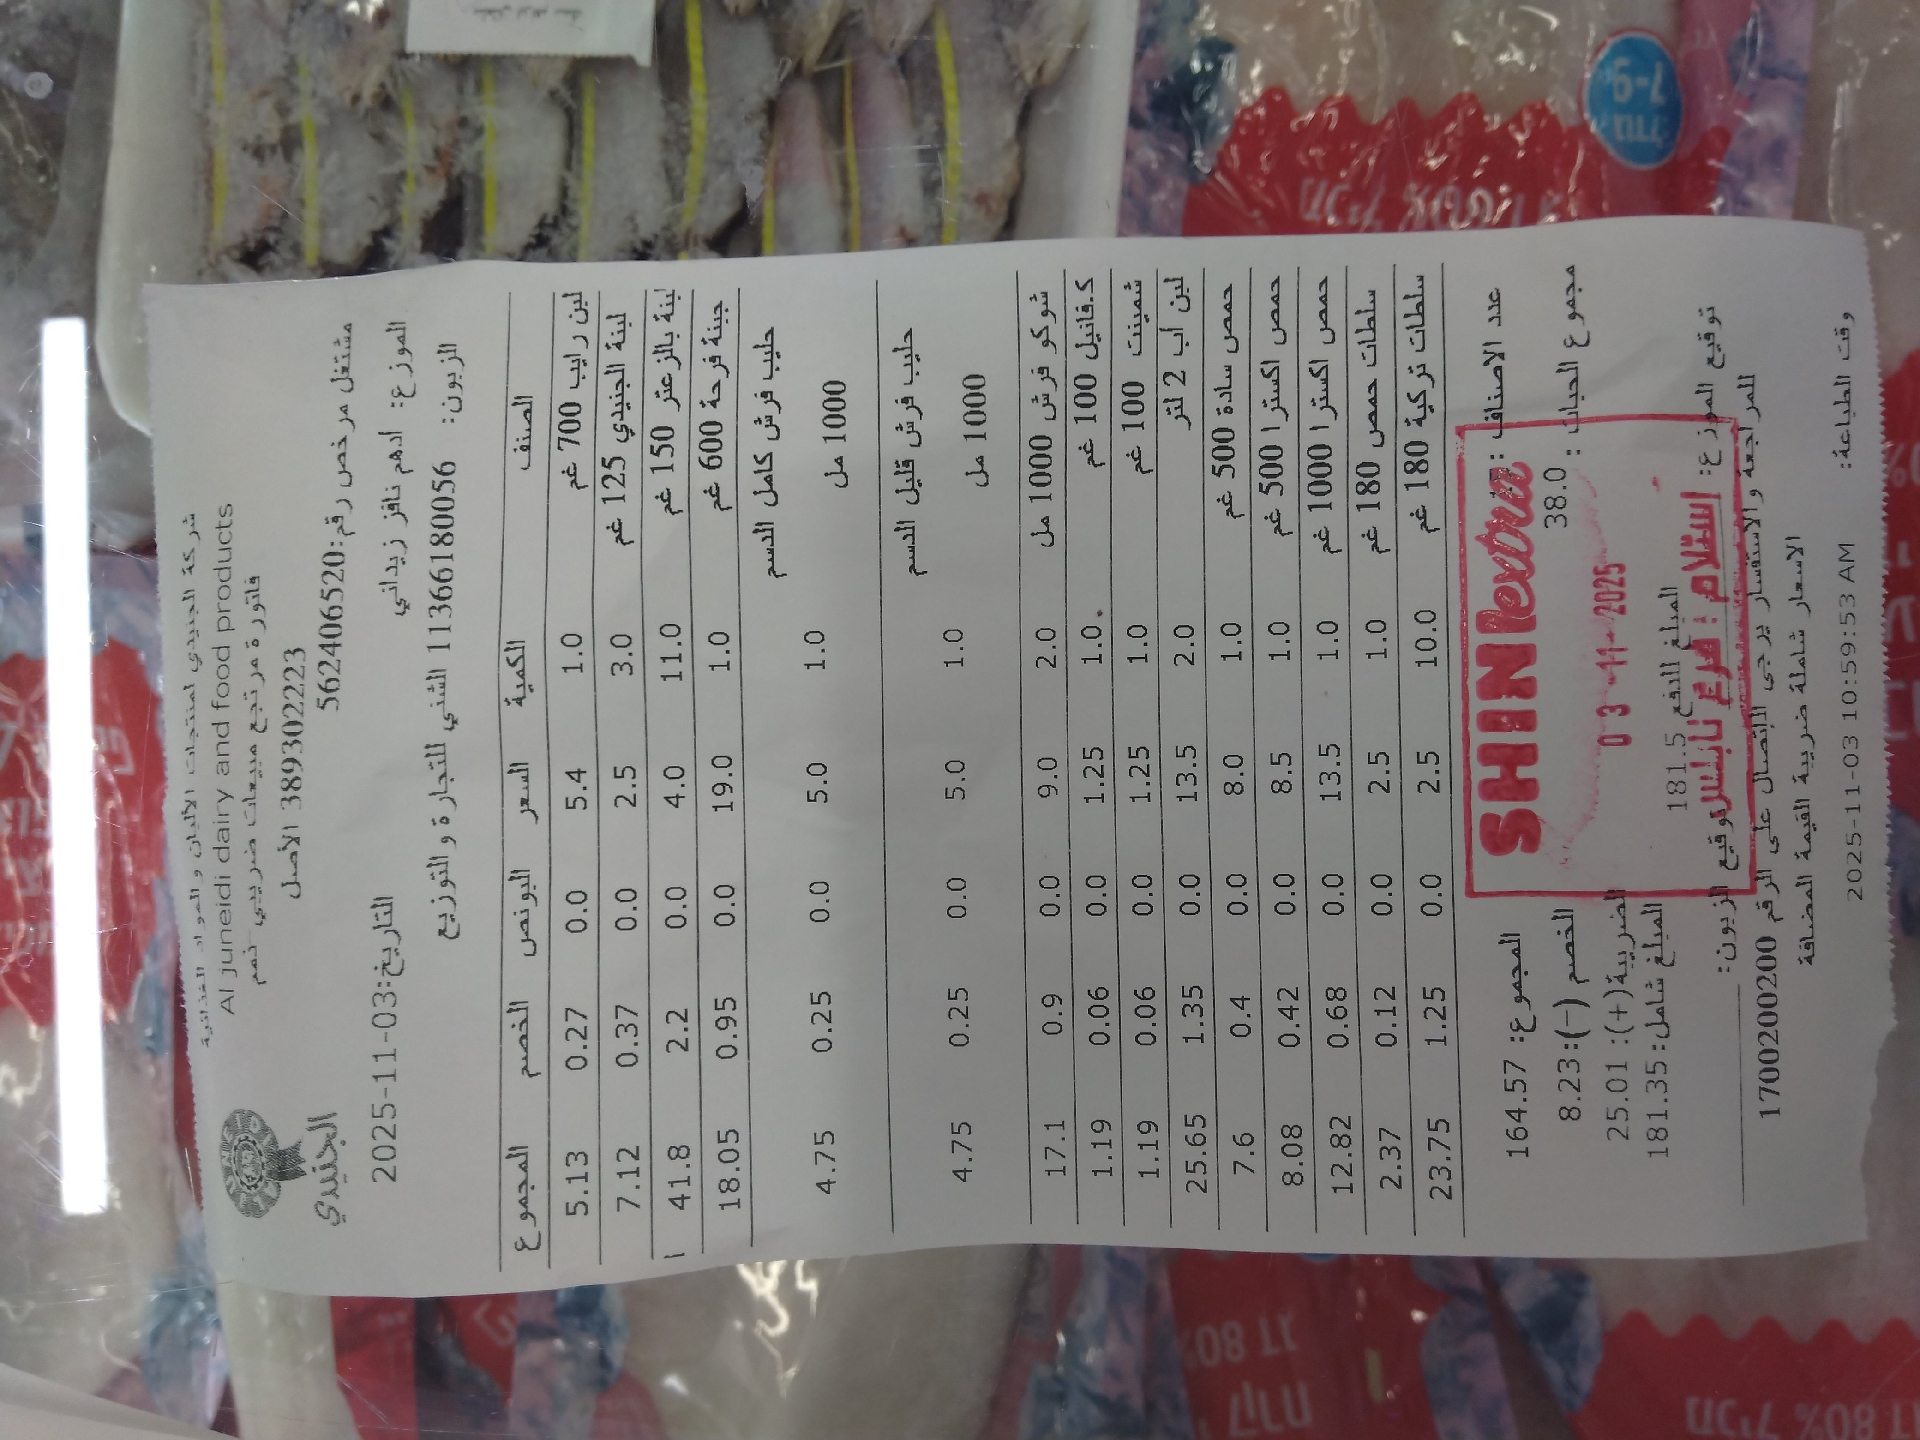 شركة الجنيدي لمنتجات الالبان والمواد الغذائية
Al juneidi dairy and food products
فاتورة مرتجع مبيعات ضريبي ذمم
389302223 الأصل
الجنيدي
مشتغل مرخص رقم:562406520
التاريخ:2025-11-03
الموزع: ادهم نافز زيداني
الزبون: 11366180056 الشني للتجارة والتوزيع
الصنف الكمية السعر البونص الخصم المجموع
لبن رايب 700 غم 1.0 5.4 0.0 0.27 5.13
لبنة الجنيدي 125 غم 3.0 2.5 0.0 0.37 7.12
لبنة بالزعتر 150 غم 11.0 4.0 0.0 2.2 41.8
جبنة فرحة 600 غم 1.0 19.0 0.0 0.95 18.05
حليب فرش كامل الدسم
1000 مل 1.0 5.0 0.0 0.25 4.75
حليب فرش قليل الدسم
1000 مل 1.0 5.0 0.0 0.25 4.75
شوكو فرش 1000 مل 2.0 9.0 0.0 0.9 17.1
ك.فانيل 100 غم 1.0 1.25 0.0 0.06 1.19
شمينت 100 غم 1.0 1.25 0.0 0.06 1.19
لبن اب 2 لتر 2.0 13.5 0.0 1.35 25.65
حمص سادة 500 غم 1.0 8.0 0.0 0.4 7.6
حمص اكسترا 500 غم 1.0 8.5 0.0 0.42 8.08
حمص اكسترا 1000 غم 1.0 13.5 0.0 0.68 12.82
سلطات حمص 180 غم 1.0 2.5 0.0 0.12 2.37
سلطات تركية 180 غم 10.0 2.5 0.0 1.25 23.75
عدد الاصناف :
المجموع: 164.57
مجموع الحبات : 38.0
الخصم (-): 8.23
الضريبة(+): 25.01
المبلغ للدفع 181.5
المبلغ شامل: 181.35
SHINI extra
03-11-2025
استلام : فرع نابلس
توقيع الموزع:
توقيع الزبون:
للمراجعة والاستفسار يرجى الاتصال على الرقم 1700200200
الاسعار شاملة ضريبة القيمة المضافة
وقت الطباعة: 2025-11-03 10:59:53 AM